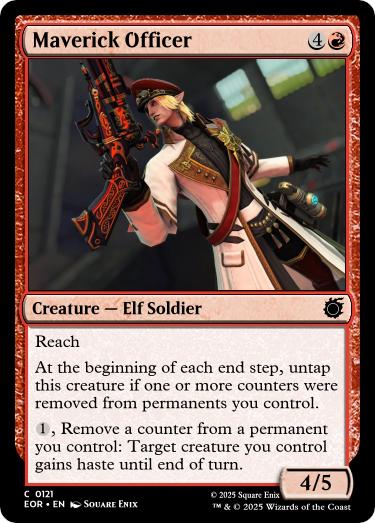 Maverick Officer 4
Creature — Elf Soldier
Reach
At the beginning of each end step, untap
this creature if one or more counters were
removed from permanents you control.
1, Remove a counter from a permanent
you control: Target creature you control
gains haste until end of turn.
4/5
C 0121
EOR • EN SQUARE ENIX
© 2025 Square Enix
™ & © 2025 Wizards of the Coast